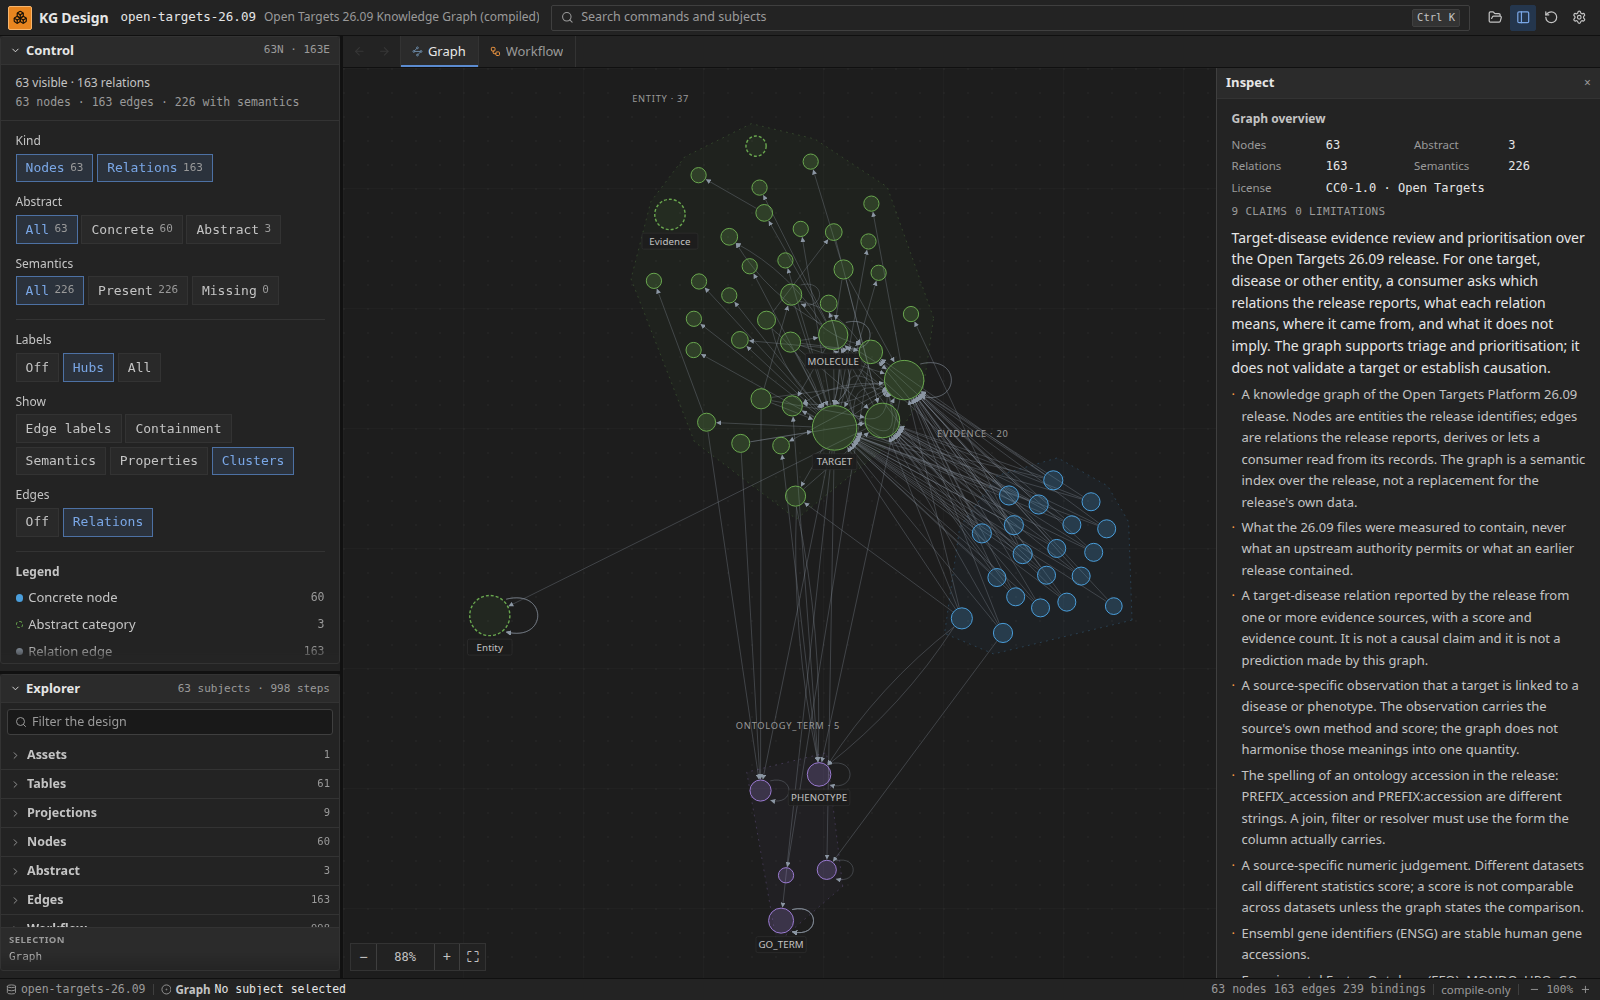 KG Design open-targets-26.09 Open Targets 26.09 Knowledge Graph (compiled)
Search commands and subjects
Ctrl K
Control 63N · 163E
63 visible · 163 relations
63 nodes · 163 edges · 226 with semantics
Kind
Nodes 63 Relations 163
Abstract
All 63 Concrete 60 Abstract 3
Semantics
All 226 Present 226 Missing 0
Labels
Off Hubs All
Show
Edge labels Containment
Semantics Properties Clusters
Edges
Off Relations
Legend
Concrete node 60
Abstract category 3
Relation edge 163
Explorer 63 subjects · 998 steps
Filter the design
Assets 1
Tables 61
Projections 9
Nodes 60
Abstract 3
Edges 163
SELECTION
Graph
Graph Workflow
ENTITY · 37
Evidence
MOLECULE
TARGET
EVIDENCE · 20
Entity
ONTOLOGY_TERM · 5
PHENOTYPE
GO_TERM
− 88% +
Inspect ×
Graph overview
Nodes 63 Abstract 3
Relations 163 Semantics 226
License CC0-1.0 · Open Targets
9 CLAIMS 0 LIMITATIONS
Target-disease evidence review and prioritisation over
the Open Targets 26.09 release. For one target,
disease or other entity, a consumer asks which
relations the release reports, what each relation
means, where it came from, and what it does not
imply. The graph supports triage and prioritisation; it
does not validate a target or establish causation.
· A knowledge graph of the Open Targets Platform 26.09
release. Nodes are entities the release identifies; edges
are relations the release reports, derives or lets a
consumer read from its records. The graph is a semantic
index over the release, not a replacement for the
release's own data.
· What the 26.09 files were measured to contain, never
what an upstream authority permits or what an earlier
release contained.
· A target-disease relation reported by the release from
one or more evidence sources, with a score and
evidence count. It is not a causal claim and it is not a
prediction made by this graph.
· A source-specific observation that a target is linked to a
disease or phenotype. The observation carries the
source's own method and score; the graph does not
harmonise those meanings into one quantity.
· The spelling of an ontology accession in the release:
PREFIX_accession and PREFIX:accession are different
strings. A join, filter or resolver must use the form the
column actually carries.
· A source-specific numeric judgement. Different datasets
call different statistics score; a score is not comparable
across datasets unless the graph states the comparison.
· Ensembl gene identifiers (ENSG) are stable human gene
accessions.
open-targets-26.09 Graph No subject selected
63 nodes 163 edges 239 bindings compile-only − 100% +